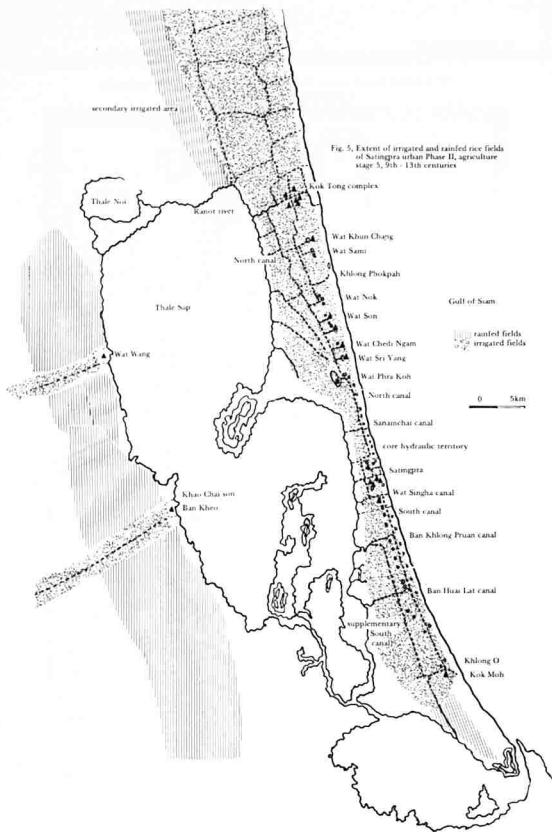 secondary irrigated area
Fig. 5, Extent of irrigated and rainfed rice fields
of Satingpra urban Phase II, agriculture
stage 5, 9th - 13th centuries
Thale Noi
Kok Tong complex
Ranot river
Wat Khun Chang
Wat Sami
North canal
Khlong Phokpah
Wat Nok
Gulf of Siam
Thale Sap
Wat Son
rainfed fields
irrigated fields
Wat Chedi Ngam
Wat Wang
Wat Sri Yang
Wat Phra Koh
North canal
0 5km
Sanamchai canal
core hydraulic territory
Satingpra
Wat Singha canal
Khao Chai son
Ban Kheo
South canal
Ban Khlong Pruan canal
Ban Huai Lat canal
supplementary
South
canal
Khlong O
Kok Moh